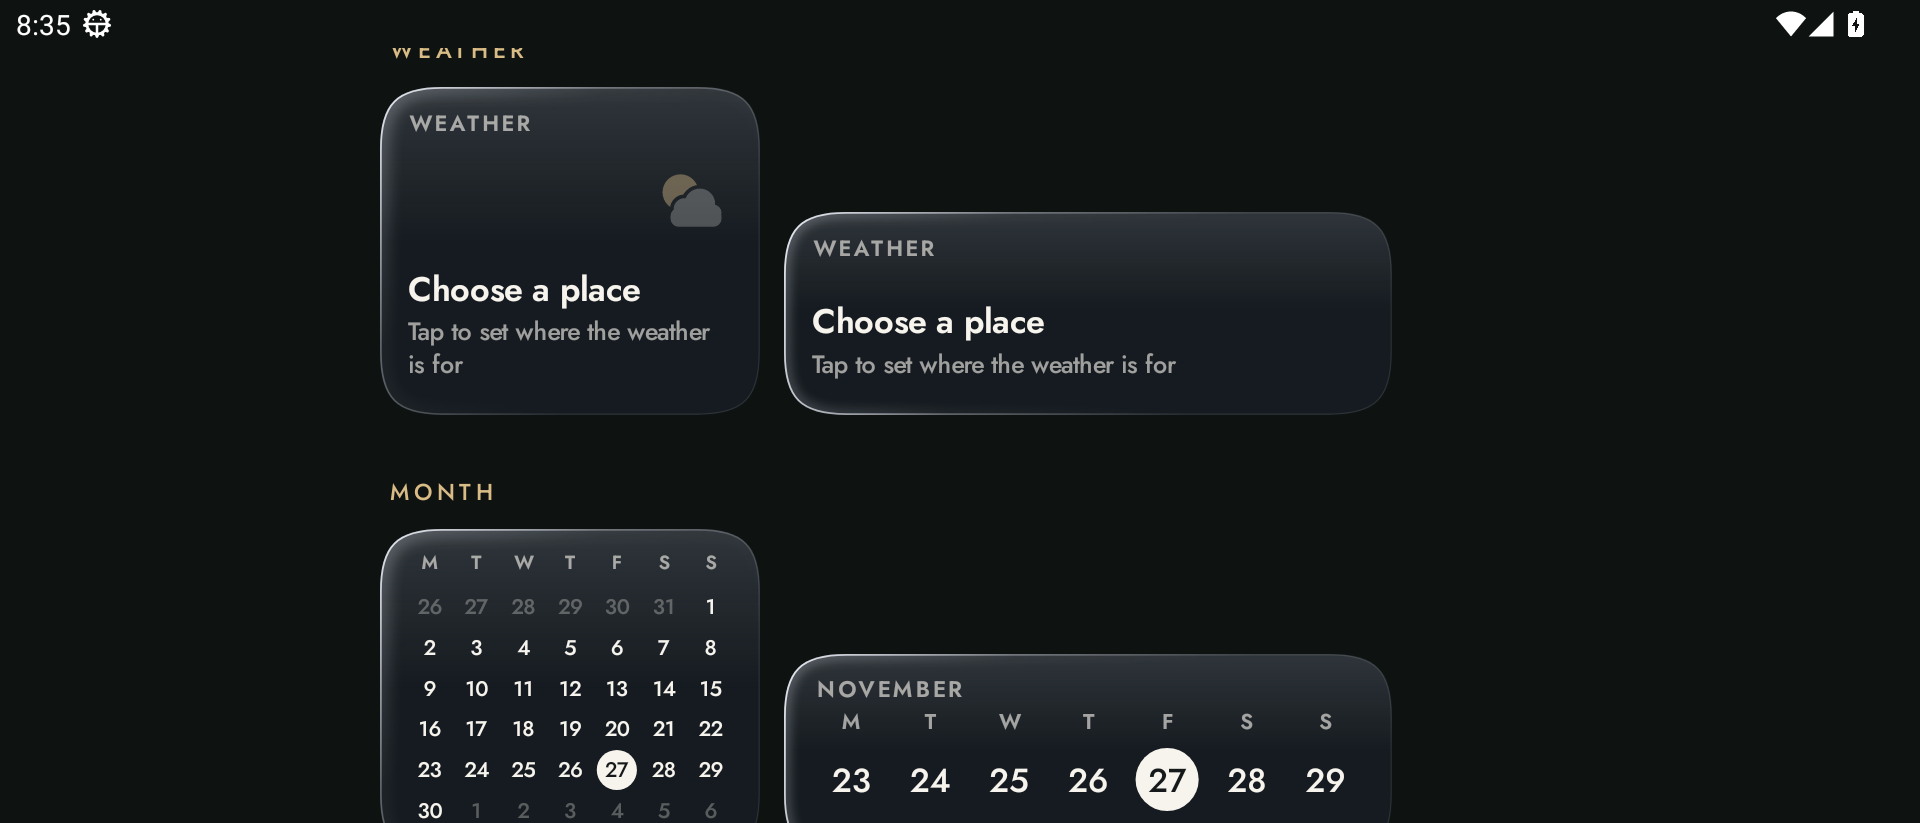 8:35
WEATHER
WEATHER
Choose a place
Tap to set where the weather
is for
WEATHER
Choose a place
Tap to set where the weather is for
MONTH
M T W T F S S
26 27 28 29 30 31 1
2 3 4 5 6 7 8
9 10 11 12 13 14 15
16 17 18 19 20 21 22
23 24 25 26 27 28 29
30 1 2 3 4 5 6
NOVEMBER
M T W T F S S
23 24 25 26 27 28 29